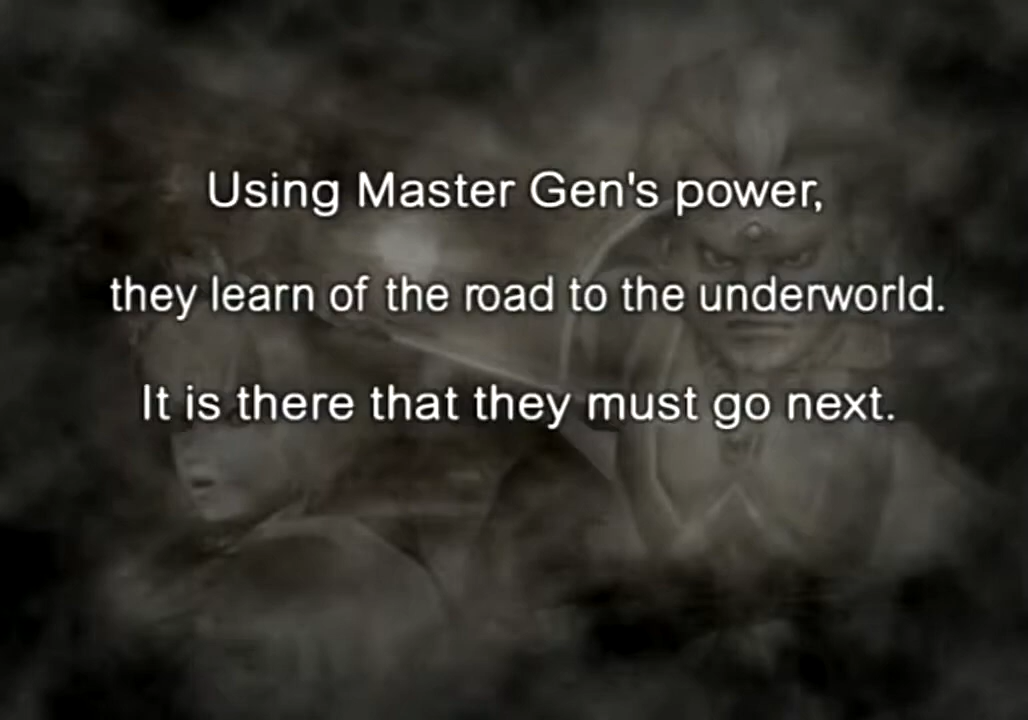 Using Master Gen's power,
they learn of the road to the underworld.
It is there that they must go next.